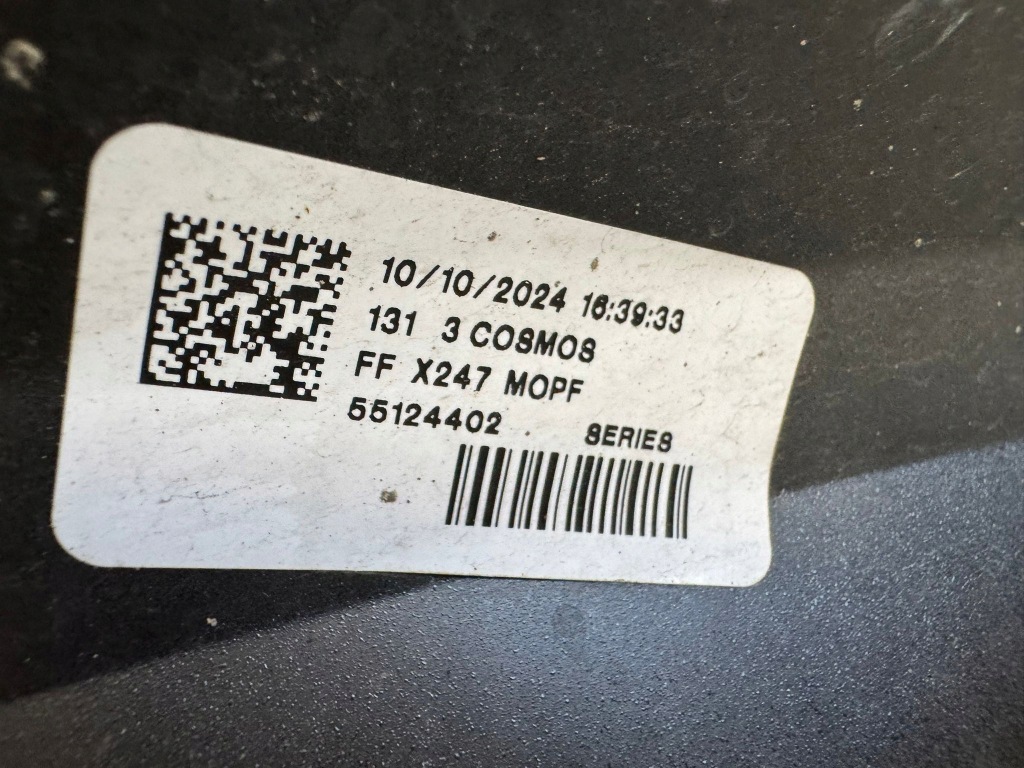 10/10/2024 16:39:33
131 3 COSMOS
FF X247 MOPF
55124402
SERIES